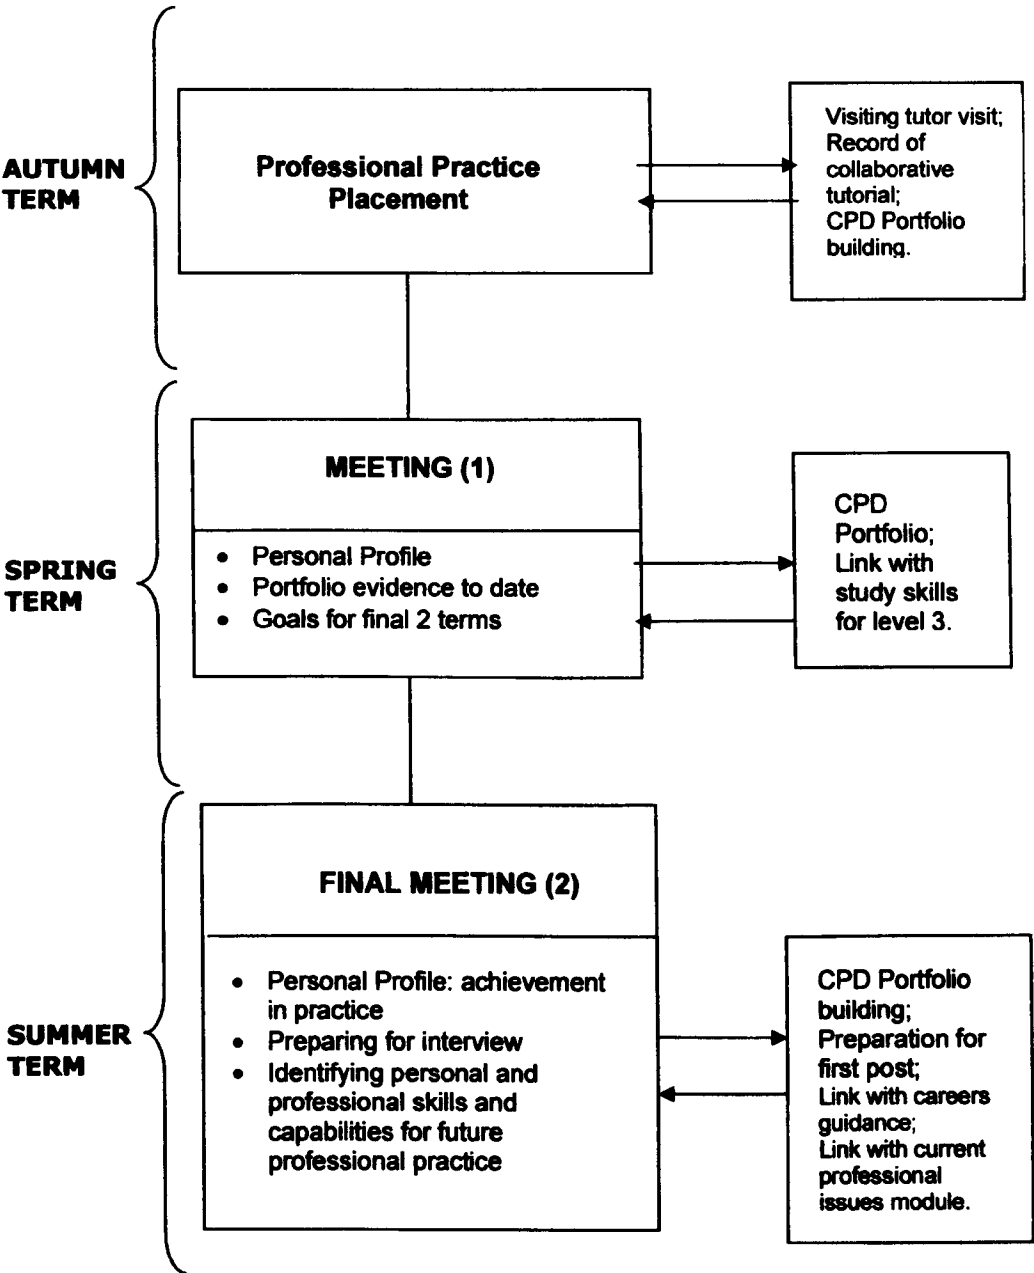 AUTUMN
TERM
Professional Practice
Placement
Visiting tutor visit;
Record of
collaborative
tutorial;
CPD Portfolio
building.
SPRING
TERM
MEETING (1)
• Personal Profile
• Portfolio evidence to date
• Goals for final 2 terms
CPD
Portfolio;
Link with
study skills
for level 3.
SUMMER
TERM
FINAL MEETING (2)
• Personal Profile: achievement
in practice
• Preparing for interview
• Identifying personal and
professional skills and
capabilities for future
professional practice
CPD Portfolio
building;
Preparation for
first post;
Link with careers
guidance;
Link with current
professional
issues module.